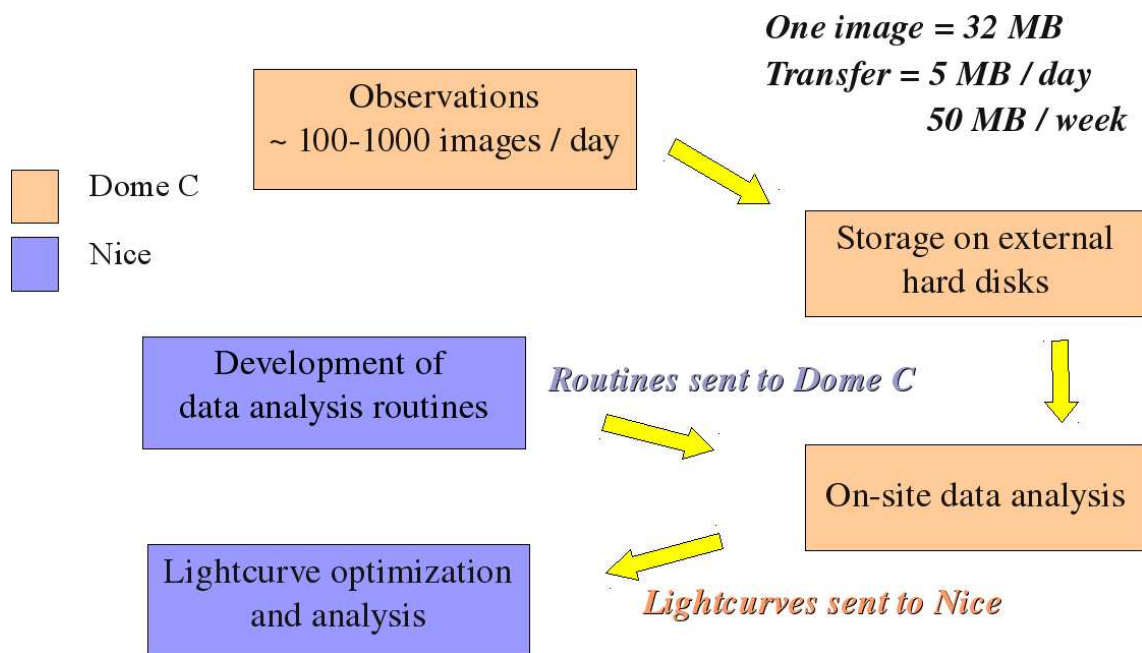 One image = 32 MB
Transfer = 5 MB / day
50 MB / week
Observations
~ 100-1000 images / day
Dome C
Nice
Storage on external
hard disks
Development of
data analysis routines
Routines sent to Dome C
On-site data analysis
Lightcurve optimization
and analysis
Lightcurves sent to Nice